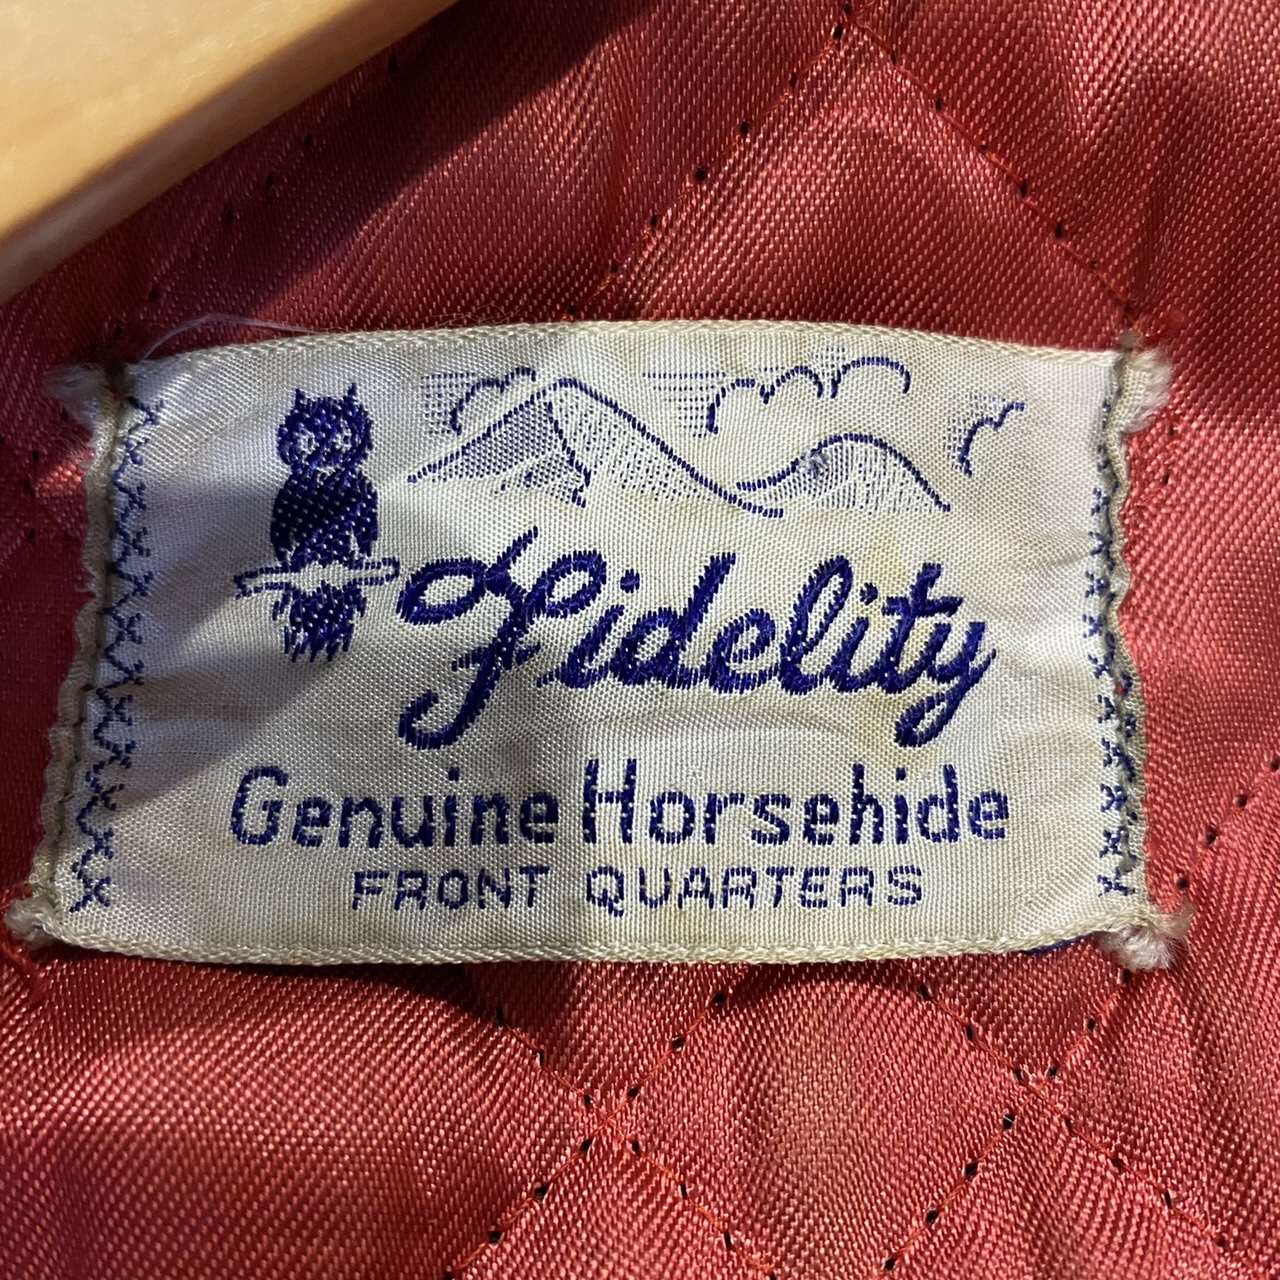 Fidelity
Genuine Horsehide
FRONT QUARTERS